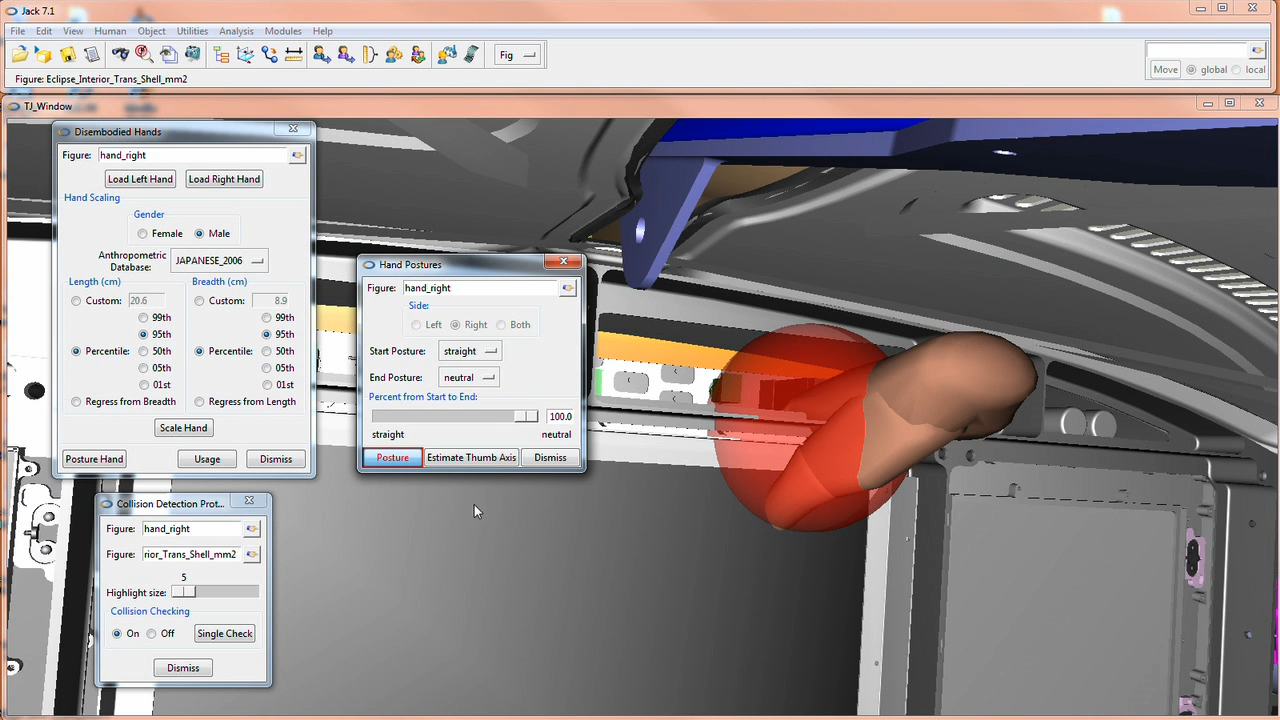 Jack 7.1
File Edit View Human Object Utilities Analysis Modules Help
Fig
Move global local
Figure: Eclipse_Interior_Trans_Shell_mm2
TJ_Window
Disembodied Hands
Figure: hand_right
Load Left Hand Load Right Hand
Hand Scaling
Gender
Female Male
Anthropometric
Database: JAPANESE_2006
Length (cm) Breadth (cm)
Custom: 20.6 Custom: 8.9
99th 99th
95th 95th
Percentile: 50th Percentile: 50th
05th 05th
01st 01st
Regress from Breadth Regress from Length
Scale Hand
Posture Hand Usage Dismiss
Hand Postures
Figure: hand_right
Side:
Left Right Both
Start Posture: straight
End Posture: neutral
Percent from Start to End:
100.0
straight neutral
Posture Estimate Thumb Axis Dismiss
Collision Detection Prot...
Figure: hand_right
Figure: rior_Trans_Shell_mm2
5
Highlight size:
Collision Checking
On Off Single Check
Dismiss